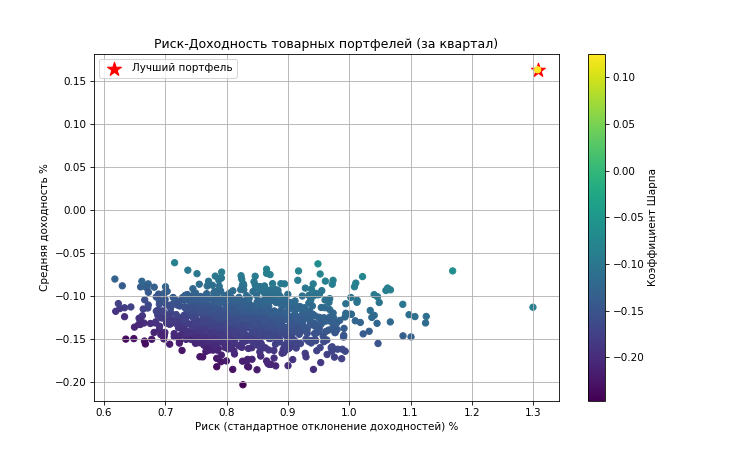 Риск-Доходность товарных портфелей (за квартал)
Лучший портфель
Средняя доходность %
0.15
0.10
0.05
0.00
−0.05
−0.10
−0.15
−0.20
0.6 0.7 0.8 0.9 1.0 1.1 1.2 1.3
Риск (стандартное отклонение доходностей) %
0.10
0.05
0.00
−0.05
−0.10
−0.15
−0.20
Коэффициент Шарпа